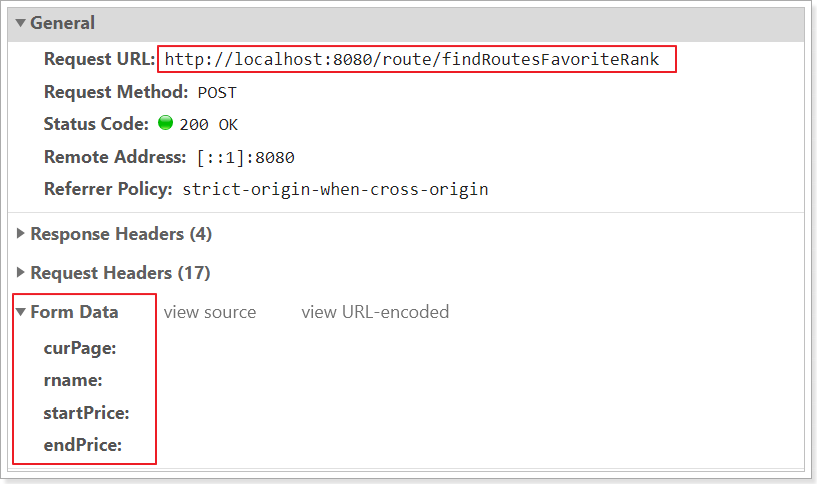 General
Request URL: http://localhost:8080/route/findRoutesFavoriteRank
Request Method: POST
Status Code: 200 OK
Remote Address: [::1]:8080
Referrer Policy: strict-origin-when-cross-origin
Response Headers (4)
Request Headers (17)
Form Data view source view URL-encoded
curPage:
rname:
startPrice:
endPrice: